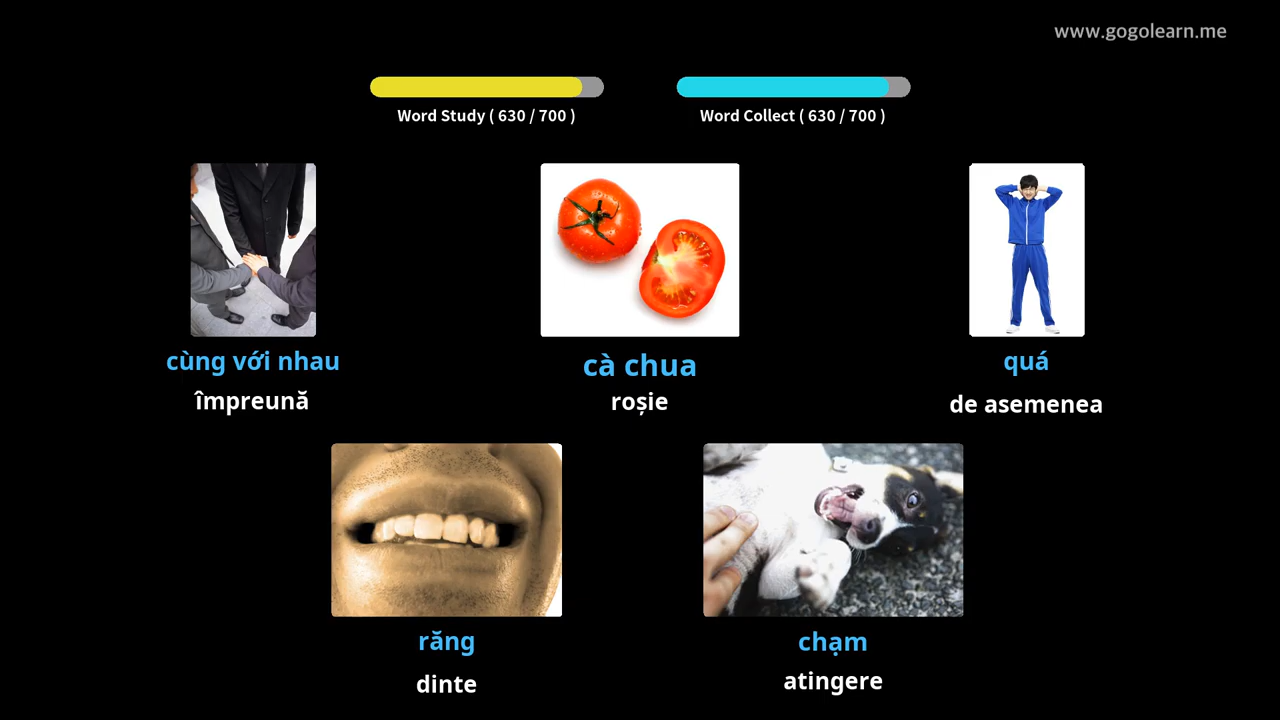 www.gogolearn.me
Word Study ( 630 / 700 )
Word Collect ( 630 / 700 )
cùng với nhau
împreună
cà chua
roșie
quá
de asemenea
răng
dinte
chạm
atingere